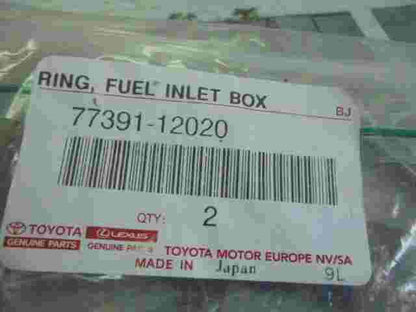 RING, FUEL INLET BOX
BJ
77391-12020
QTY: 2
TOYOTA LEXUS
GENUINE PARTS GENUINE PARTS TOYOTA MOTOR EUROPE NV/SA
MADE IN Japan 9L